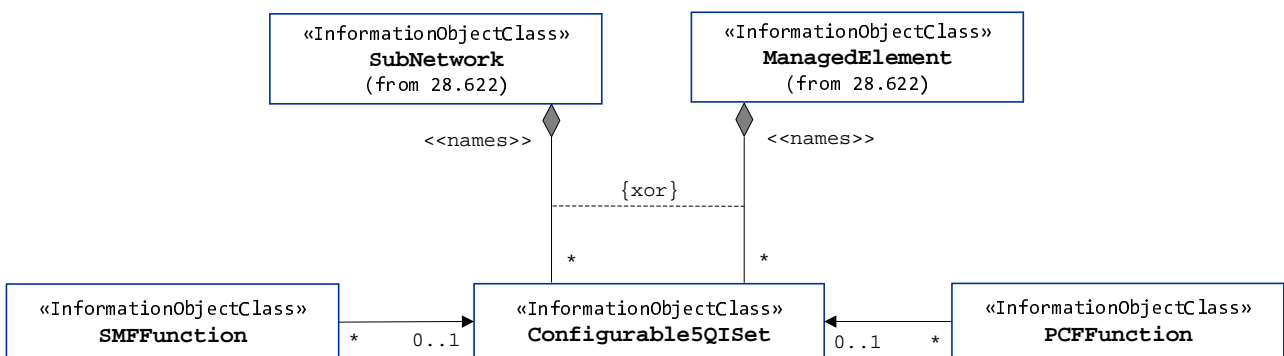 «InformationObjectClass»
SubNetwork
(from 28.622)
«InformationObjectClass»
ManagedElement
(from 28.622)
<<names>>
<<names>>
{xor}
*
*
«InformationObjectClass»
SMFFunction
*
0..1
«InformationObjectClass»
Configurable5QISet
0..1
*
«InformationObjectClass»
PCFFunction